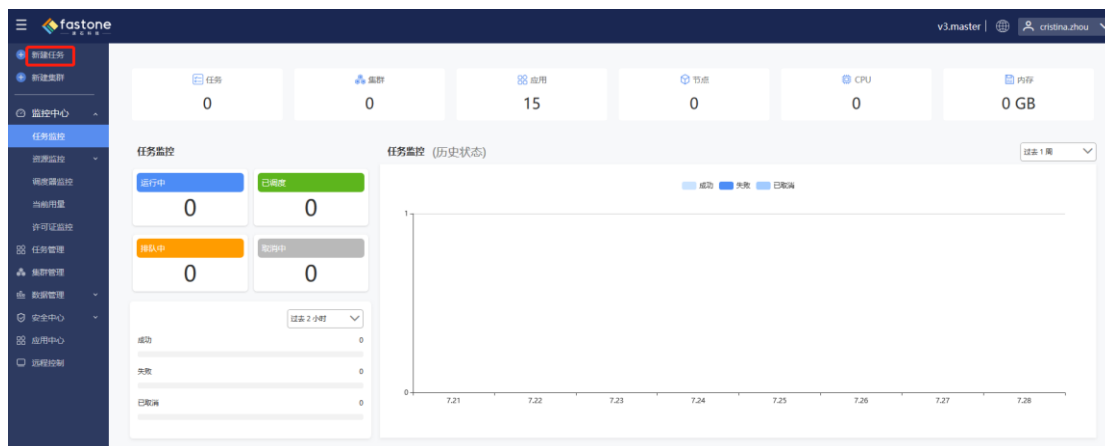 fastone
v3.master
cristina.zhou
新建任务
新建集群
监控中心
任务监控
资源监控
调度器监控
当前用量
许可证监控
任务管理
集群管理
数据管理
安全中心
应用中心
远程控制
任务
集群
应用
节点
CPU
内存
0
0
15
0
0
0 GB
任务监控
运行中
已调度
0
0
排队中
取消中
0
0
过去 2 小时
成功
0
失败
0
已取消
0
任务监控 (历史状态)
过去 1 周
成功 失败 已取消
1
0
7.21 7.22 7.23 7.24 7.25 7.26 7.27 7.28